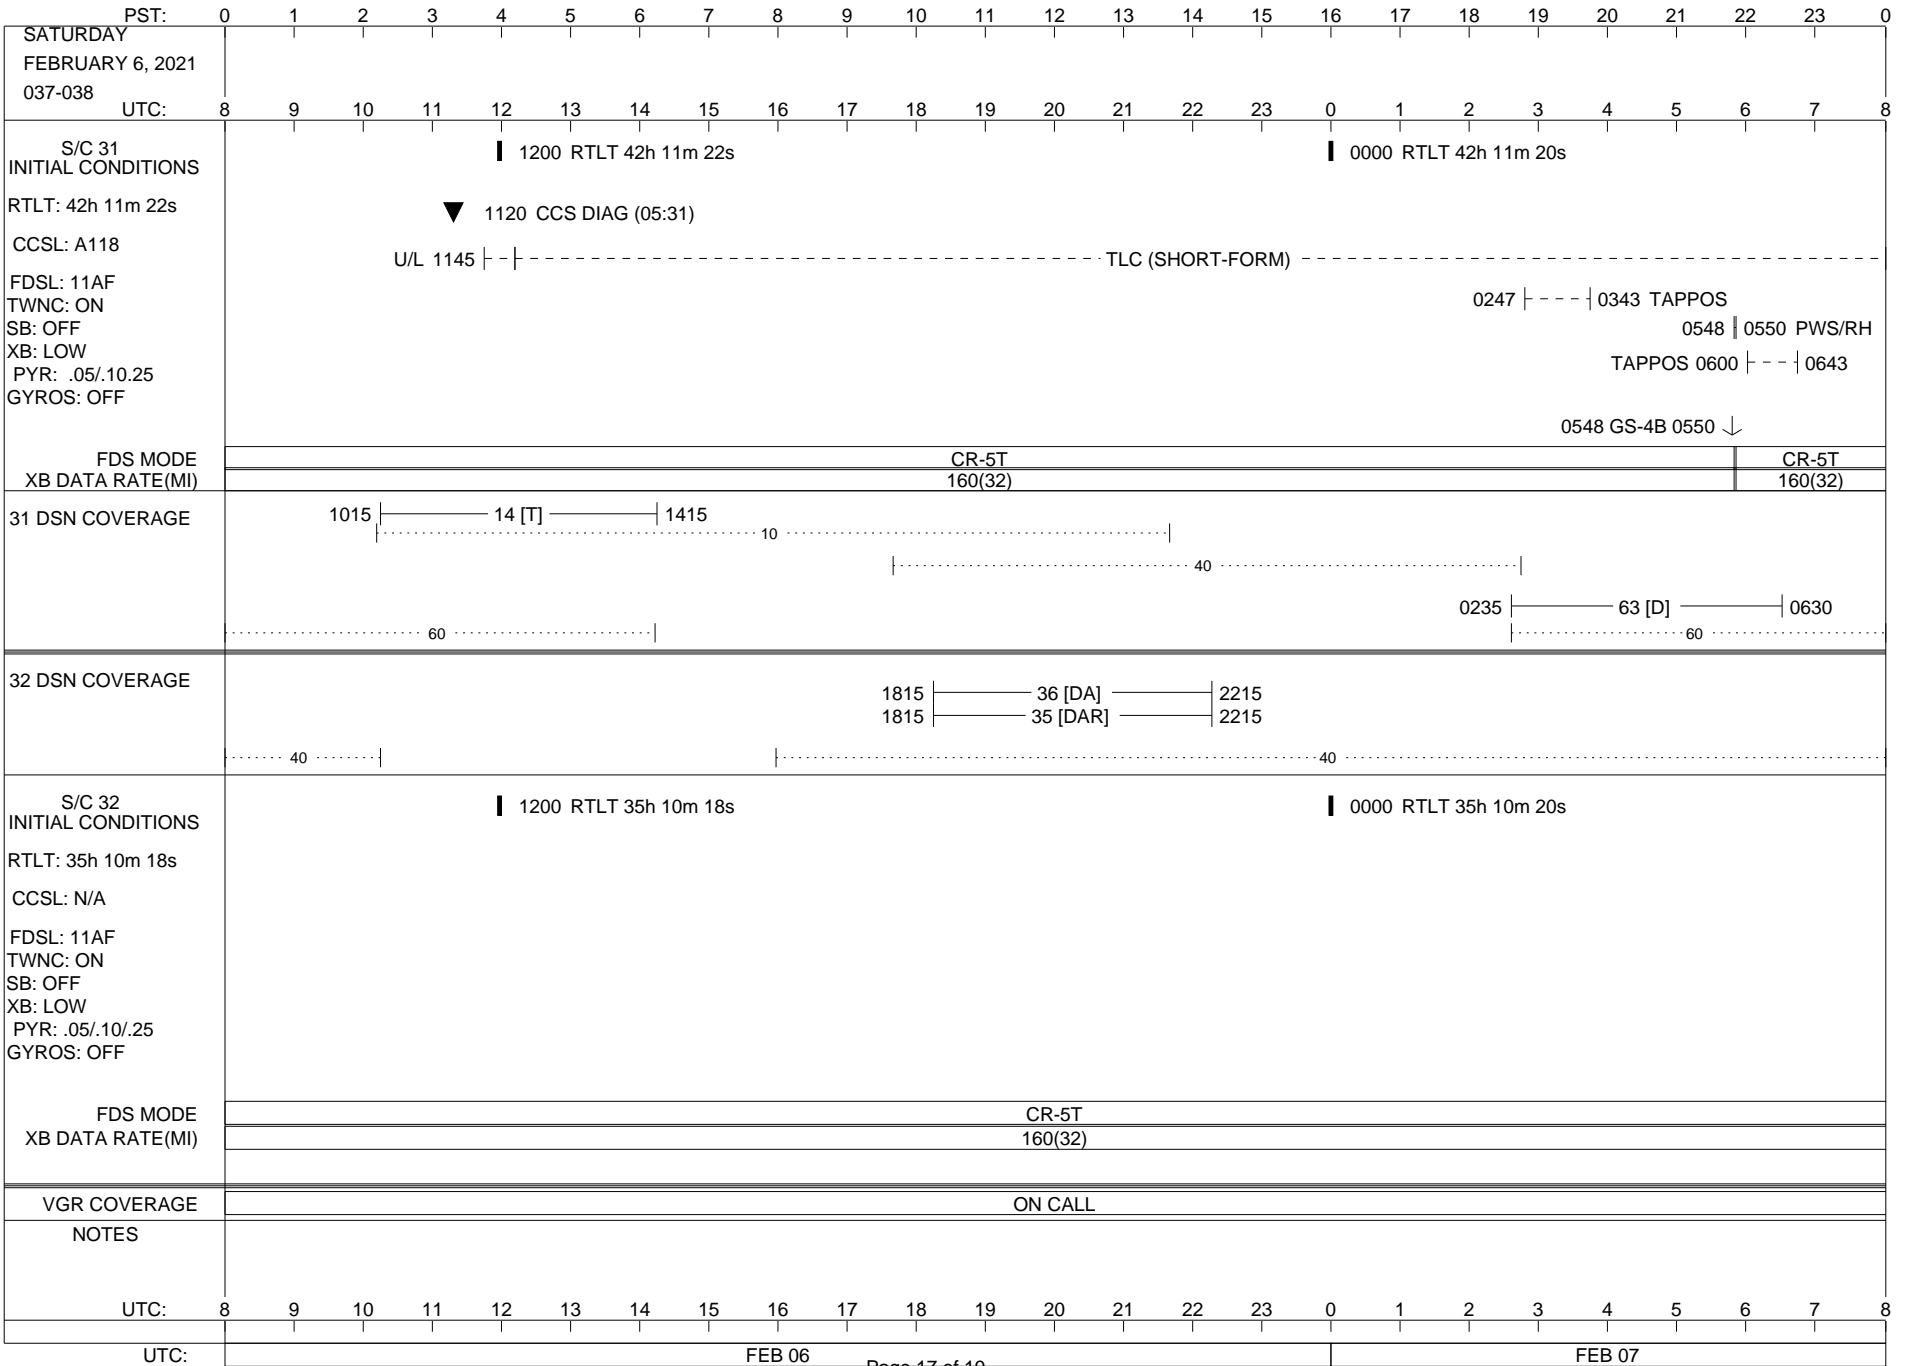 PST: 0 1 2 3 4 5 6 7 8 9 10 11 12 13 14 15 16 17 18 19 20 21 22 23 0
SATURDAY
FEBRUARY 6, 2021
037-038
UTC: 8 9 10 11 12 13 14 15 16 17 18 19 20 21 22 23 0 1 2 3 4 5 6 7 8
S/C 31
INITIAL CONDITIONS
1200 RTLT 42h 11m 22s
0000 RTLT 42h 11m 20s
RTLT: 42h 11m 22s
1120 CCS DIAG (05:31)
CCSL: A118
U/L 1145
TLC (SHORT-FORM)
FDSL: 11AF
TWNC: ON
0247 0343 TAPPOS
SB: OFF
0548 0550 PWS/RH
XB: LOW
PYR: .05/.10.25
TAPPOS 0600 0643
GYROS: OFF
0548 GS-4B 0550
FDS MODE CR-5T CR-5T
XB DATA RATE(MI) 160(32) 160(32)
31 DSN COVERAGE
1015 14 [T] 1415
10
40
0235 63 [D] 0630
60 60
32 DSN COVERAGE
1815 36 [DA] 2215
1815 35 [DAR] 2215
40 40
S/C 32
INITIAL CONDITIONS
1200 RTLT 35h 10m 18s
0000 RTLT 35h 10m 20s
RTLT: 35h 10m 18s
CCSL: N/A
FDSL: 11AF
TWNC: ON
SB: OFF
XB: LOW
PYR: .05/.10/.25
GYROS: OFF
FDS MODE CR-5T
XB DATA RATE(MI) 160(32)
VGR COVERAGE ON CALL
NOTES
UTC: 8 9 10 11 12 13 14 15 16 17 18 19 20 21 22 23 0 1 2 3 4 5 6 7 8
UTC: FEB 06 FEB 07
Page 17 of 19